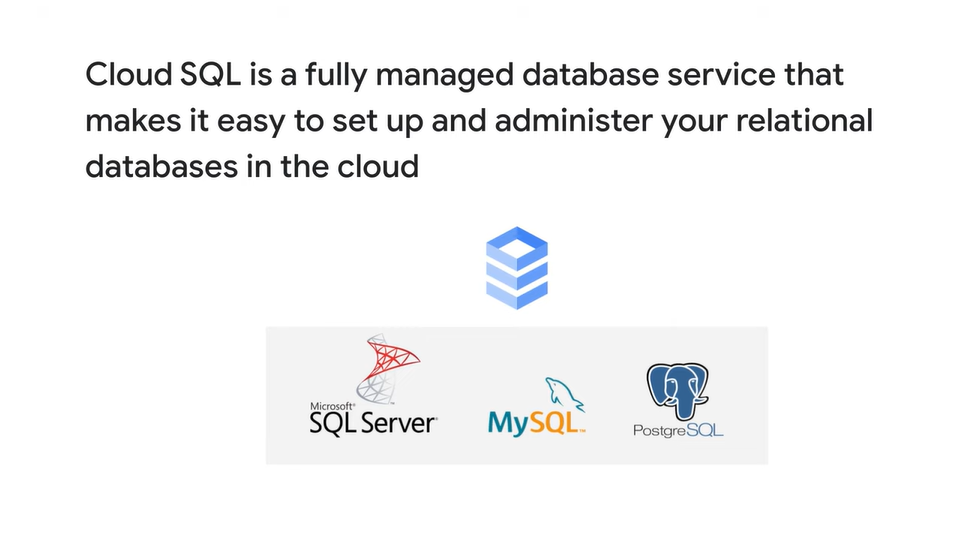 Cloud SQL is a fully managed database service that
makes it easy to set up and administer your relational
databases in the cloud
Microsoft®
SQL Server®
MySQL™
PostgreSQL